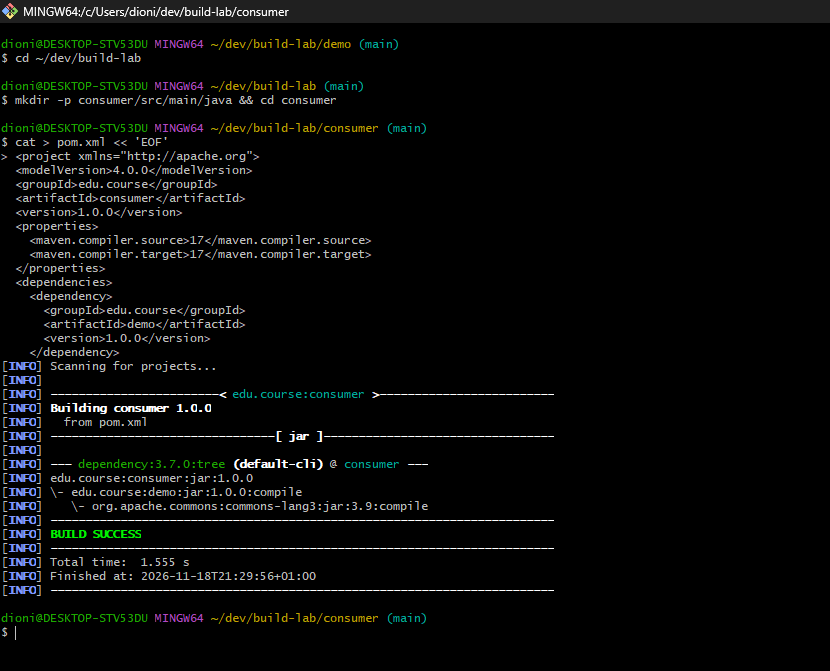 MINGW64:/c/Users/dioni/dev/build-lab/consumer
dioni@DESKTOP-STV53DU MINGW64 ~/dev/build-lab/demo (main)
$ cd ~/dev/build-lab
dioni@DESKTOP-STV53DU MINGW64 ~/dev/build-lab (main)
$ mkdir -p consumer/src/main/java && cd consumer
dioni@DESKTOP-STV53DU MINGW64 ~/dev/build-lab/consumer (main)
$ cat > pom.xml << 'EOF'
> <project xmlns="http://apache.org">
  <modelVersion>4.0.0</modelVersion>
  <groupId>edu.course</groupId>
  <artifactId>consumer</artifactId>
  <version>1.0.0</version>
  <properties>
    <maven.compiler.source>17</maven.compiler.source>
    <maven.compiler.target>17</maven.compiler.target>
  </properties>
  <dependencies>
    <dependency>
      <groupId>edu.course</groupId>
      <artifactId>demo</artifactId>
      <version>1.0.0</version>
    </dependency>
[INFO] Scanning for projects...
[INFO]
[INFO] ------------------------< edu.course:consumer >-------------------------
[INFO] Building consumer 1.0.0
[INFO]   from pom.xml
[INFO] --------------------------------[ jar ]---------------------------------
[INFO]
[INFO] --- dependency:3.7.0:tree (default-cli) @ consumer ---
[INFO] edu.course:consumer:jar:1.0.0
[INFO] \- edu.course:demo:jar:1.0.0:compile
[INFO]    \- org.apache.commons:commons-lang3:jar:3.9:compile
[INFO] ------------------------------------------------------------------------
[INFO] BUILD SUCCESS
[INFO] ------------------------------------------------------------------------
[INFO] Total time:  1.555 s
[INFO] Finished at: 2026-11-18T21:29:56+01:00
[INFO] ------------------------------------------------------------------------
dioni@DESKTOP-STV53DU MINGW64 ~/dev/build-lab/consumer (main)
$